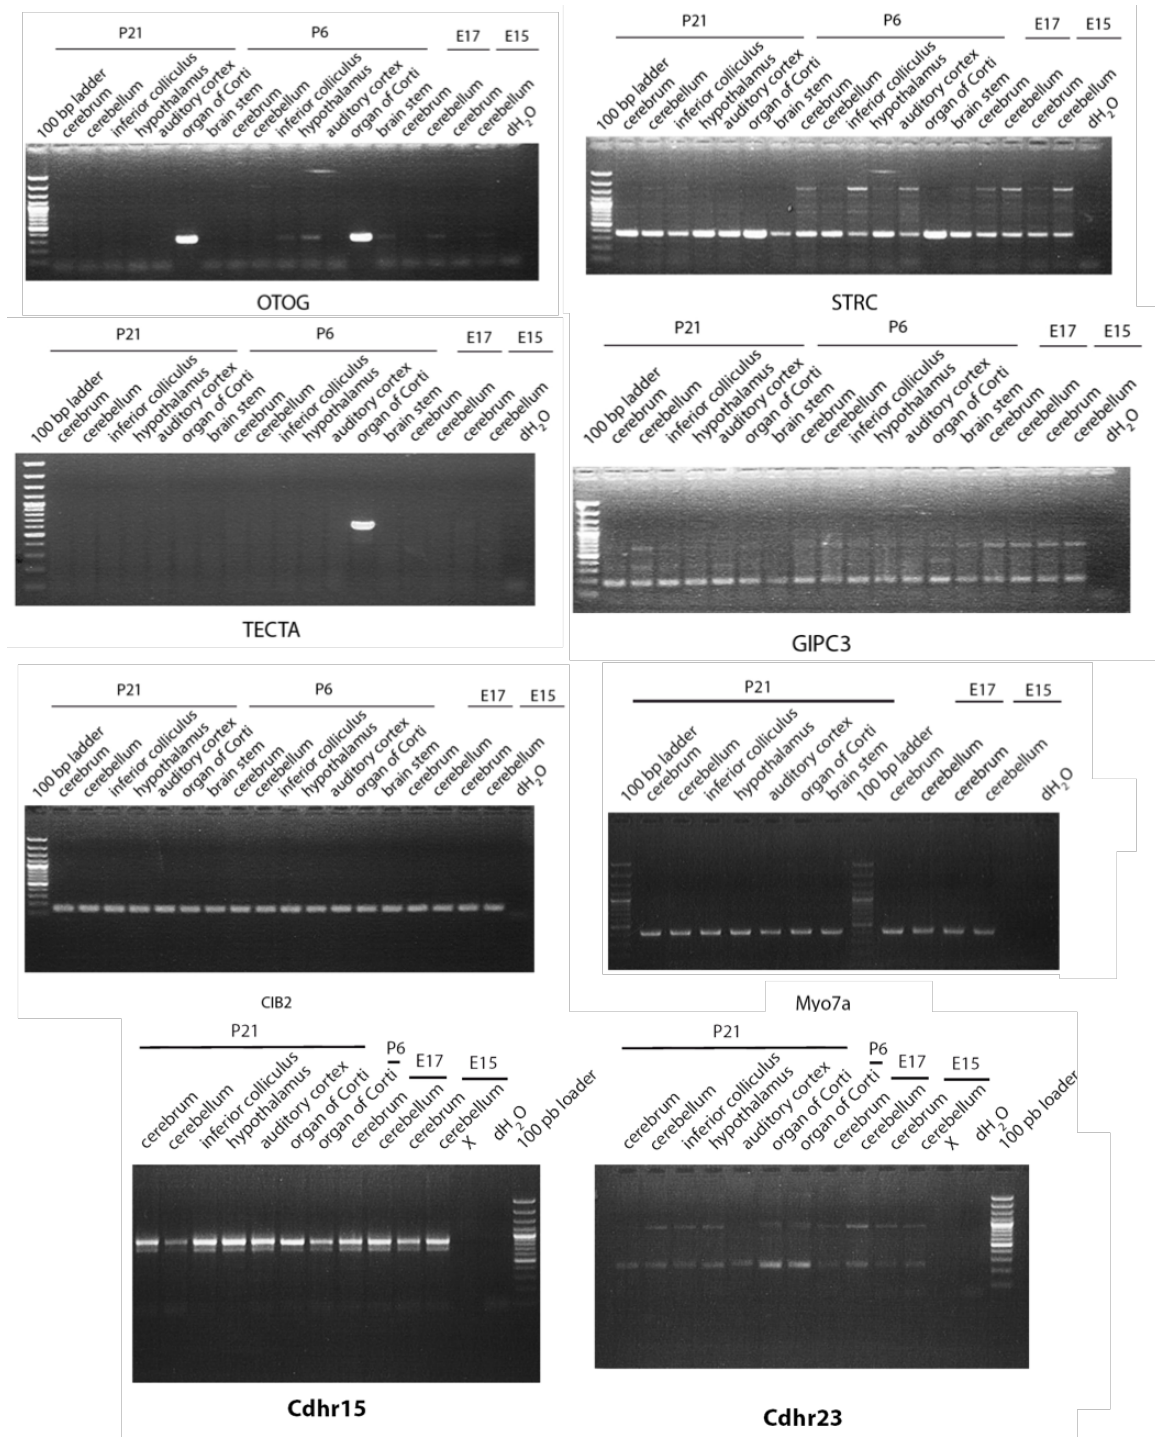 P21 P6 E17 E15
100 bp ladder
cerebrum
cerebellum
inferior colliculus
hypothalamus
auditory cortex
organ of Corti
brain stem
cerebrum
cerebellum
inferior colliculus
hypothalamus
auditory cortex
organ of Corti
brain stem
cerebrum
cerebellum
cerebrum
cerebellum
dH2O
OTOG
P21 P6 E17 E15
100 bp ladder
cerebrum
cerebellum
inferior colliculus
hypothalamus
auditory cortex
organ of Corti
brain stem
cerebrum
cerebellum
inferior colliculus
hypothalamus
auditory cortex
organ of Corti
brain stem
cerebrum
cerebellum
cerebrum
cerebellum
dH2O
STRC
P21 P6 E17 E15
100 bp ladder
cerebrum
cerebellum
inferior colliculus
hypothalamus
auditory cortex
organ of Corti
brain stem
cerebrum
cerebellum
inferior colliculus
hypothalamus
auditory cortex
organ of Corti
brain stem
cerebrum
cerebellum
cerebrum
cerebellum
dH2O
TECTA
P21 P6 E17 E15
100 bp ladder
cerebrum
cerebellum
inferior colliculus
hypothalamus
auditory cortex
organ of Corti
brain stem
cerebrum
cerebellum
inferior colliculus
hypothalamus
auditory cortex
organ of Corti
brain stem
cerebrum
cerebellum
cerebrum
cerebellum
dH2O
GIPC3
P21 P6 E17 E15
100 bp ladder
cerebrum
cerebellum
inferior colliculus
hypothalamus
auditory cortex
organ of Corti
brain stem
cerebrum
cerebellum
inferior colliculus
hypothalamus
auditory cortex
organ of Corti
brain stem
cerebrum
cerebellum
cerebrum
cerebellum
dH2O
CIB2
P21 E17 E15
100 bp ladder
cerebrum
cerebellum
inferior colliculus
hypothalamus
auditory cortex
organ of Corti
brain stem
100 bp ladder
cerebrum
cerebellum
cerebrum
cerebellum
dH2O
Myo7a
P21 P6 E17 E15
cerebrum
cerebellum
inferior colliculus
hypothalamus
auditory cortex
organ of Corti
organ of Corti
cerebrum
cerebellum
cerebrum
cerebellum
X
dH2O
100 pb loader
Cdhr15
P21 P6 E17 E15
cerebrum
cerebellum
inferior colliculus
hypothalamus
auditory cortex
organ of Corti
organ of Corti
cerebrum
cerebellum
cerebrum
cerebellum
X
dH2O
100 pb loader
Cdhr23